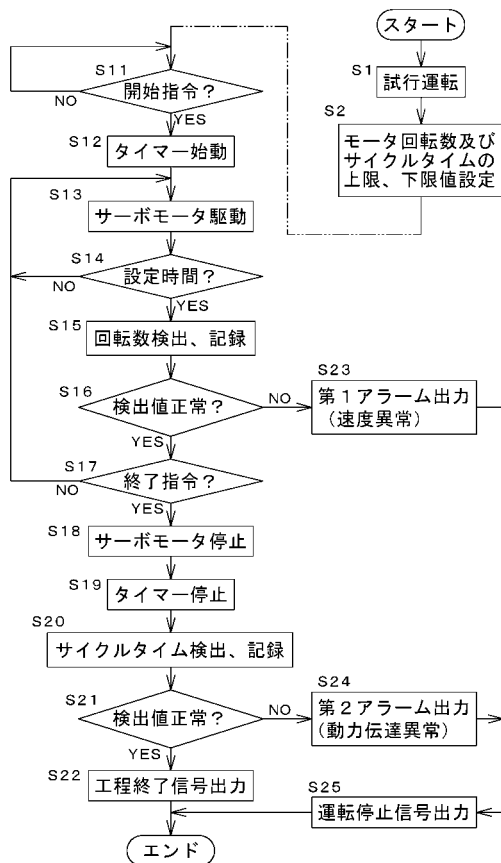 スタート
S1
試行運転
S2
モータ回転数及び
サイクルタイムの
上限、下限値設定
S11
開始指令?
NO
YES
S12
タイマー始動
S13
サーボモータ駆動
S14
設定時間?
NO
YES
S15
回転数検出、記録
S16
検出値正常?
NO
YES
S23
第1アラーム出力
(速度異常)
S17
終了指令?
NO
YES
S18
サーボモータ停止
S19
タイマー停止
S20
サイクルタイム検出、記録
S21
検出値正常?
NO
YES
S24
第2アラーム出力
(動力伝達異常)
S22
工程終了信号出力
S25
運転停止信号出力
エンド